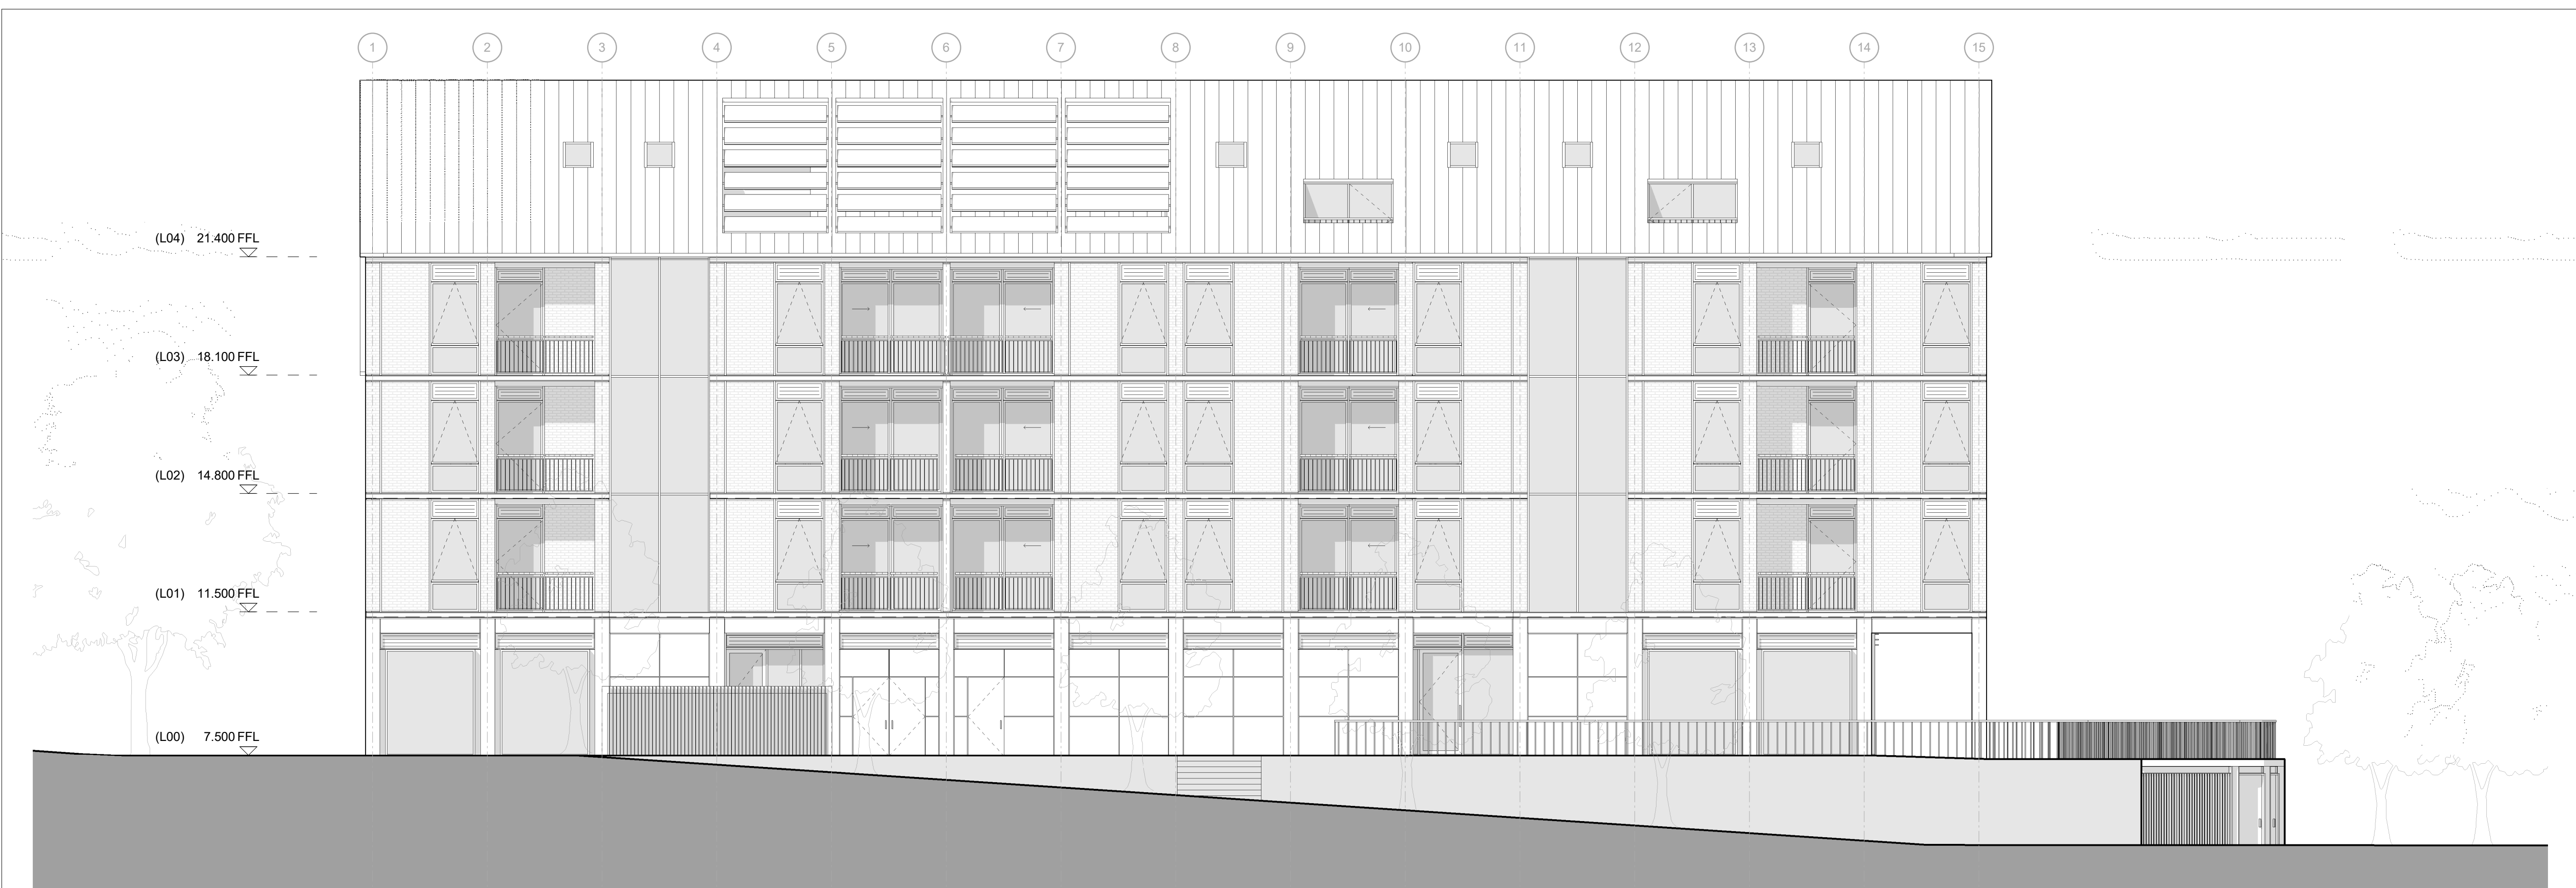 1 2 3 4 5 6 7 8 9 10 11 12 13 14 15
(L04) 21.400 FFL
(L03) 18.100 FFL
(L02) 14.800 FFL
(L01) 11.500 FFL
(L00) 7.500 FFL